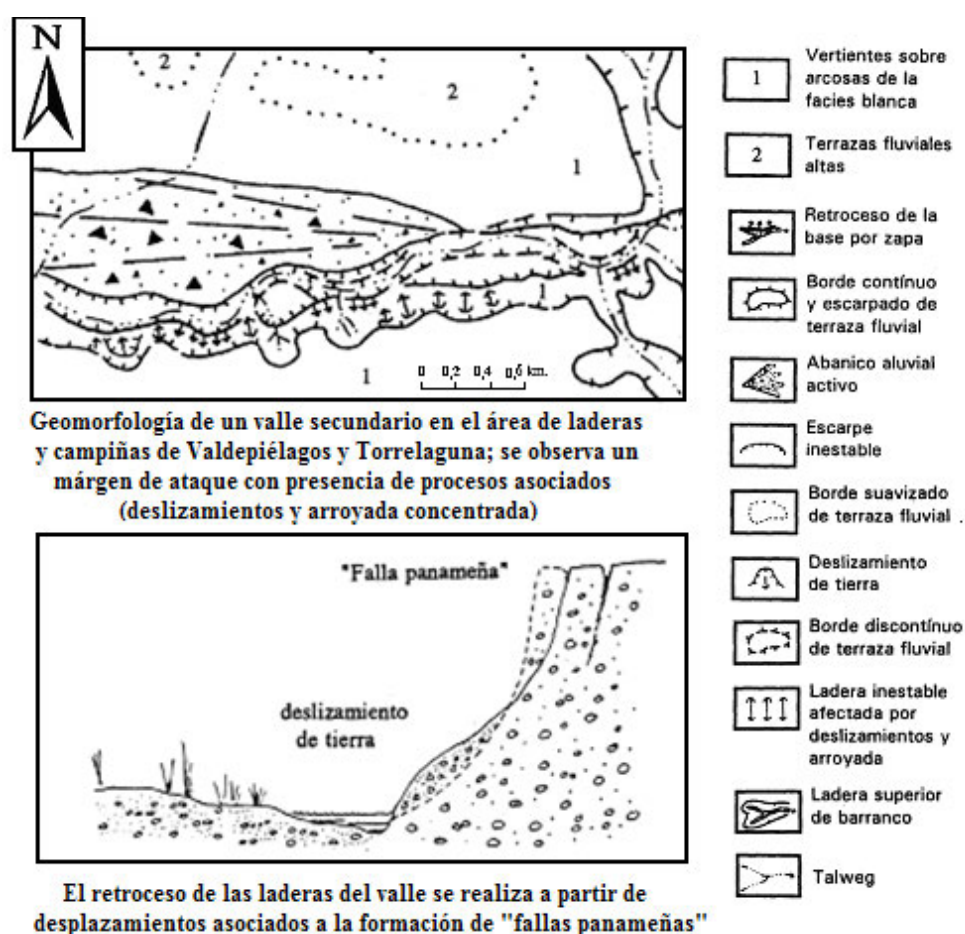 N
2
2
1
1
1
0 0,2 0,4 0,6 km.
Geomorfología de un valle secundario en el área de laderas
y campiñas de Valdepiélagos y Torrelaguna; se observa un
márgen de ataque con presencia de procesos asociados
(deslizamientos y arroyada concentrada)
"Falla panameña"
deslizamiento
de tierra
El retroceso de las laderas del valle se realiza a partir de
desplazamientos asociados a la formación de "fallas panameñas"
1
Vertientes sobre
arcosas de la
facies blanca
2
Terrazas fluviales
altas
Retroceso de la
base por zapa
Borde contínuo
y escarpado de
terraza fluvial
Abanico aluvial
activo
Escarpe
inestable
Borde suavizado
de terraza fluvial .
Deslizamiento
de tierra
Borde discontínuo
de terraza fluvial
Ladera inestable
afectada por
deslizamientos y
arroyada
Ladera superior
de barranco
Talweg